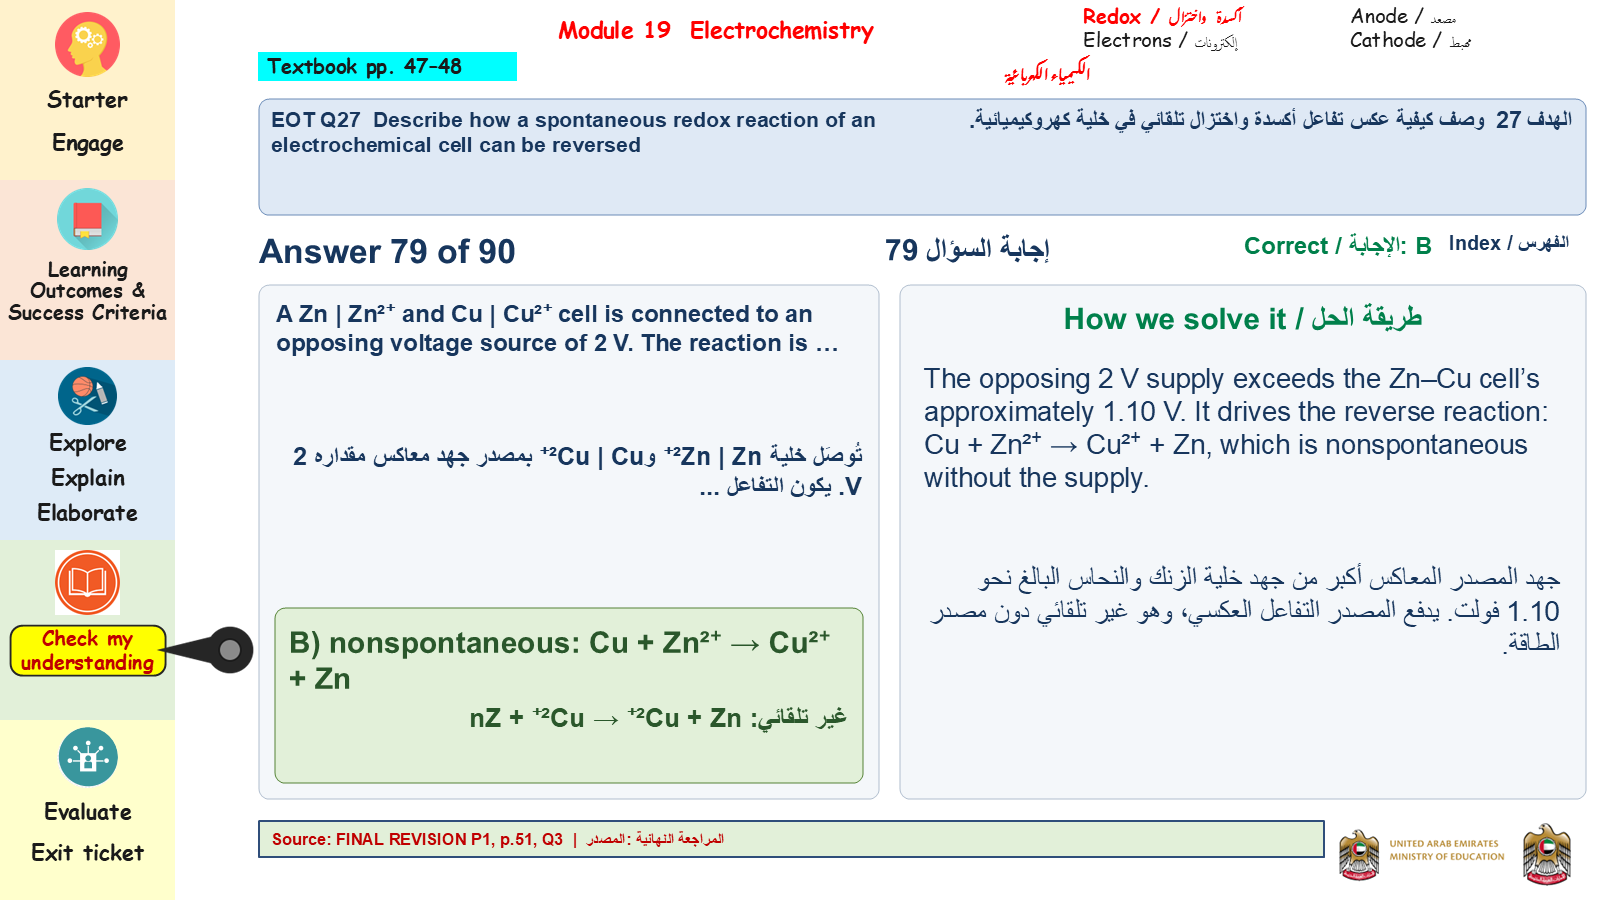 Starter
Engage
Learning
Outcomes &
Success Criteria
Explore
Explain
Elaborate
Check my
understanding
Evaluate
Exit ticket
Module 19 Electrochemistry
Redox / أكسدة واختزال
Electrons / إلكترونات
Anode / مصعد
Cathode / مهبط
الكيمياء الكهربائية
Textbook pp. 47-48
EOT Q27 Describe how a spontaneous redox reaction of an
electrochemical cell can be reversed
الهدف 27 وصف كيفية عكس تفاعل أكسدة واختزال تلقائي في خلية كهروكيميائية.
Answer 79 of 90
إجابة السؤال 79
Correct / الإجابة: B
Index / الفهرس
A Zn | Zn²⁺ and Cu | Cu²⁺ cell is connected to an
opposing voltage source of 2 V. The reaction is …
تُوصَل خلية Zn | Zn²⁺ وCu | Cu²⁺ بمصدر جهد معاكس مقداره 2
V. يكون التفاعل ...
B) nonspontaneous: Cu + Zn²⁺ → Cu²⁺
+ Zn
غير تلقائي: Cu + Zn²⁺ → Cu²⁺ + nZ
How we solve it / طريقة الحل
The opposing 2 V supply exceeds the Zn–Cu cell’s
approximately 1.10 V. It drives the reverse reaction:
Cu + Zn²⁺ → Cu²⁺ + Zn, which is nonspontaneous
without the supply.
جهد المصدر المعاكس أكبر من جهد خلية الزنك والنحاس البالغ نحو
1.10 فولت. يدفع المصدر التفاعل العكسي، وهو غير تلقائي دون مصدر
الطاقة.
Source: FINAL REVISION P1, p.51, Q3 | المصدر: المراجعة النهائية
UNITED ARAB EMIRATES
MINISTRY OF EDUCATION